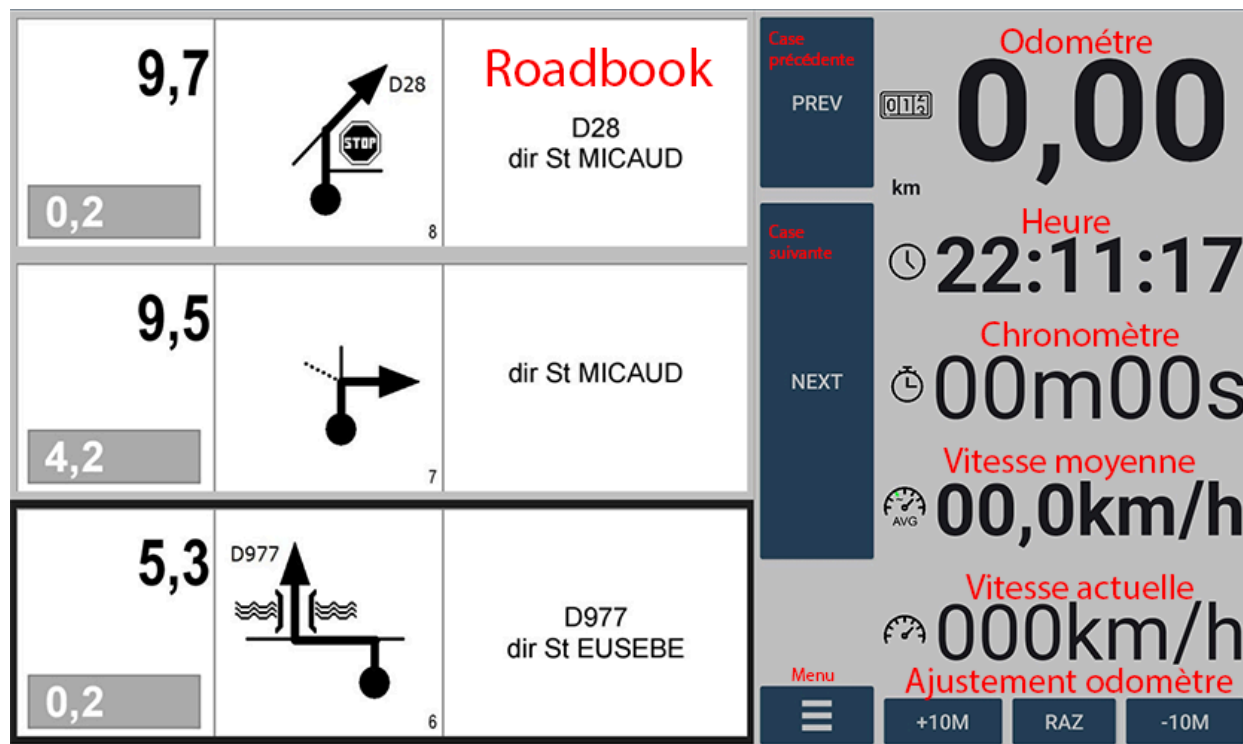 9,7
D28
STOP
8
0,2
Roadbook
D28
dir St MICAUD
9,5
7
4,2
dir St MICAUD
5,3
D977
6
0,2
D977
dir St EUSEBE
Case
précédente
PREV
Case
suivante
NEXT
Menu
Odométre
012
0,00
km
Heure
22:11:17
Chronomètre
00m00s
Vitesse moyenne
AVG
00,0km/h
Vitesse actuelle
000km/h
Ajustement odomètre
+10M
RAZ
-10M